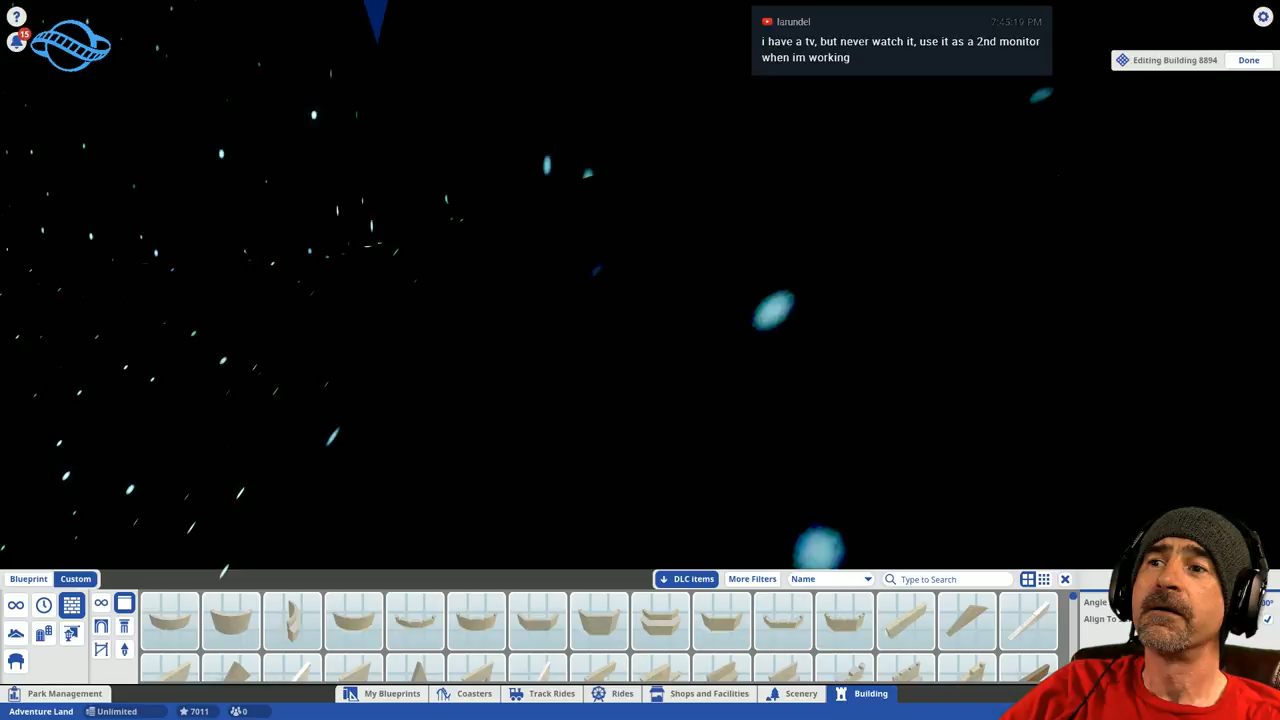 ?
15
larundel
7:45:19 PM
i have a tv, but never watch it, use it as a 2nd monitor
when im working
Editing Building 8894
Done
Blueprint
Custom
DLC items
More Filters
Name
Type to Search
Angle
Align To
Park Management
My Blueprints
Coasters
Track Rides
Rides
Shops and Facilities
Scenery
Building
Adventure Land
Unlimited
7011
0